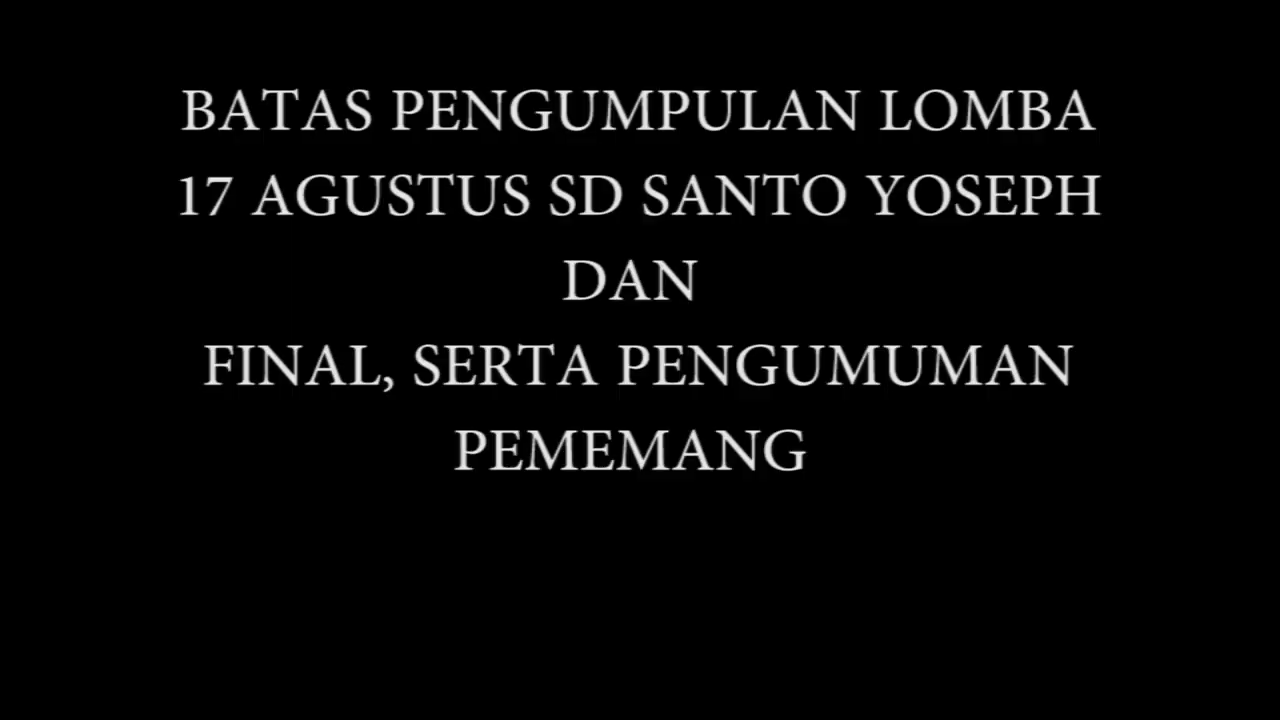 BATAS PENGUMPULAN LOMBA
17 AGUSTUS SD SANTO YOSEPH
DAN
FINAL, SERTA PENGUMUMAN
PEMEMANG